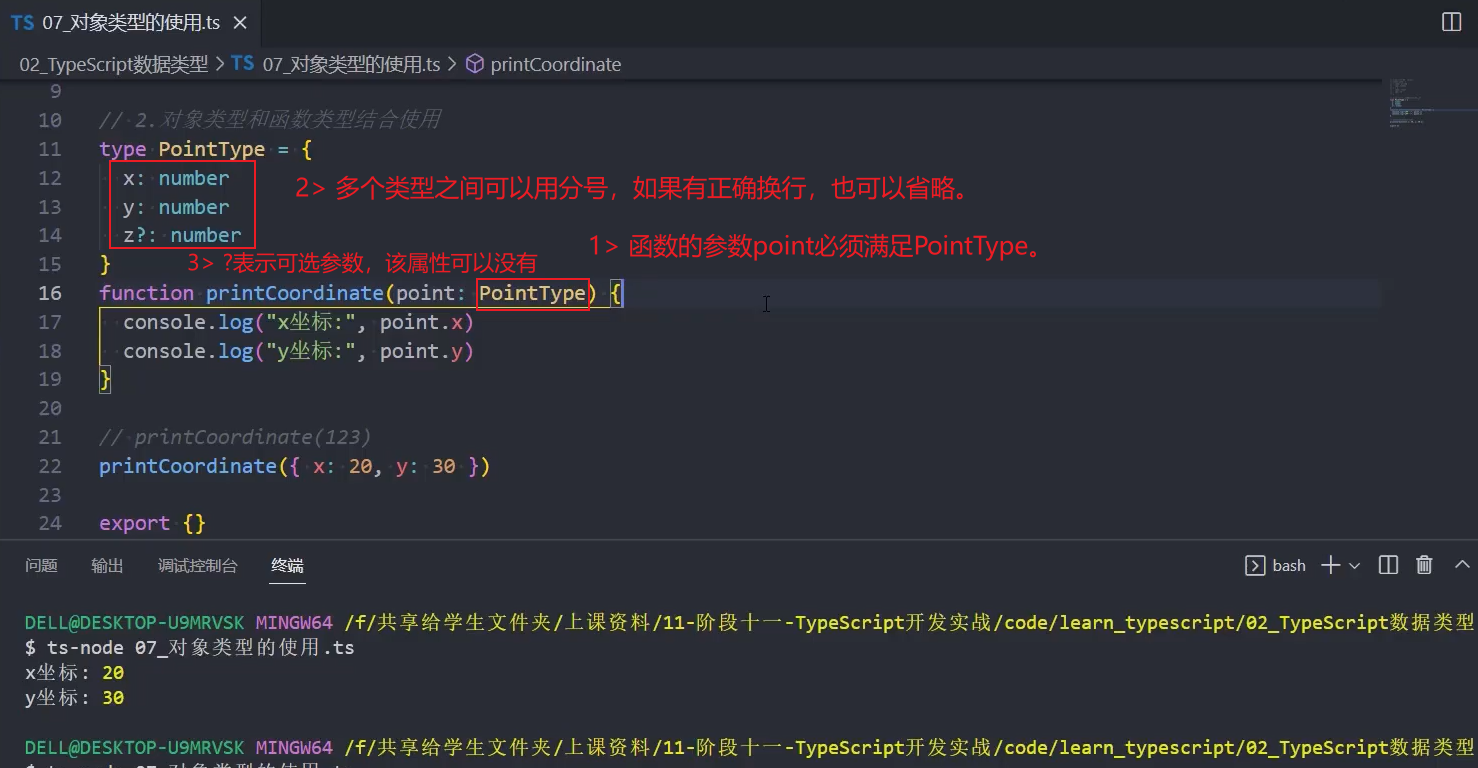 TS 07_对象类型的使用.ts ×
02_TypeScript数据类型 > TS 07_对象类型的使用.ts > printCoordinate
9
10 // 2.对象类型和函数类型结合使用
11 type PointType = {
12 x: number
2> 多个类型之间可以用分号，如果有正确换行，也可以省略。
13 y: number
14 z?: number
1> 函数的参数point必须满足PointType。
15 }
3> ?表示可选参数，该属性可以没有
16 function printCoordinate(point: PointType) {
17 console.log("x坐标:", point.x)
18 console.log("y坐标:", point.y)
19 }
20
21 // printCoordinate(123)
22 printCoordinate({ x: 20, y: 30 })
23
24 export {}
问题 输出 调试控制台 终端 bash
DELL@DESKTOP-U9MRVSK MINGW64 /f/共享给学生文件夹/上课资料/11-阶段十一-TypeScript开发实战/code/learn_typescript/02_TypeScript数据类型
$ ts-node 07_对象类型的使用.ts
x坐标: 20
y坐标: 30
DELL@DESKTOP-U9MRVSK MINGW64 /f/共享给学生文件夹/上课资料/11-阶段十一-TypeScript开发实战/code/learn_typescript/02_TypeScript数据类型